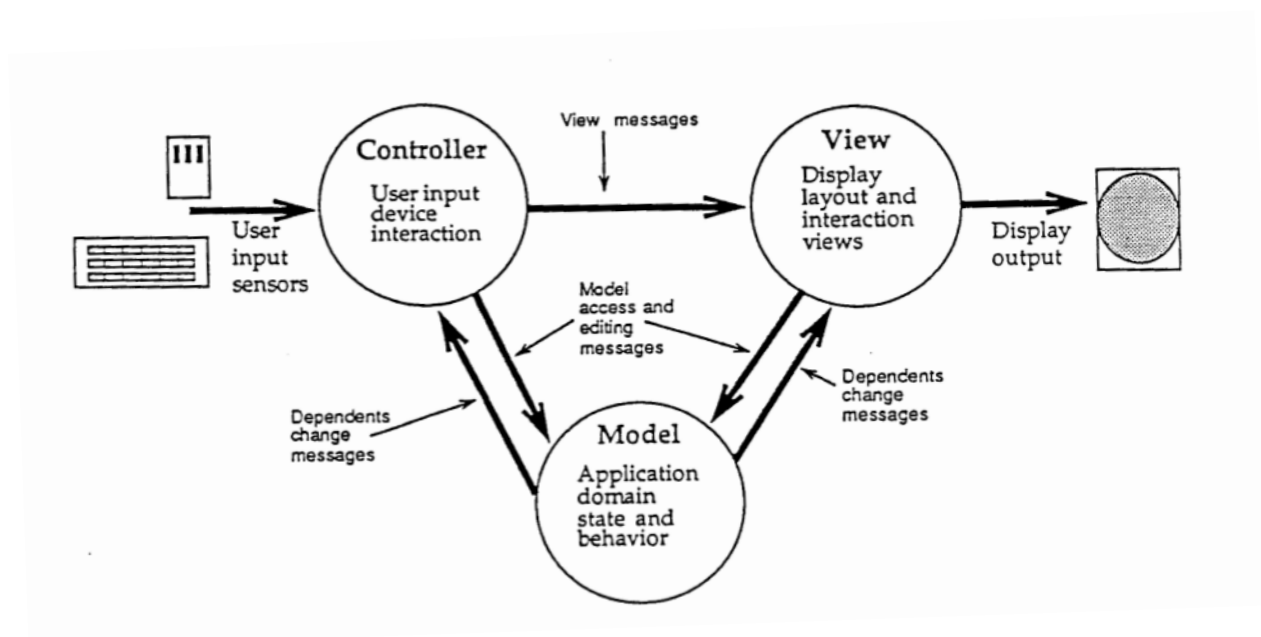 View messages
Controller
User input
device
interaction
View
Display
layout and
interaction
views
User
input
sensors
Display
output
Model
access and
editing
messages
Dependents
change
messages
Dependents
change
messages
Model
Application
domain
state and
behavior